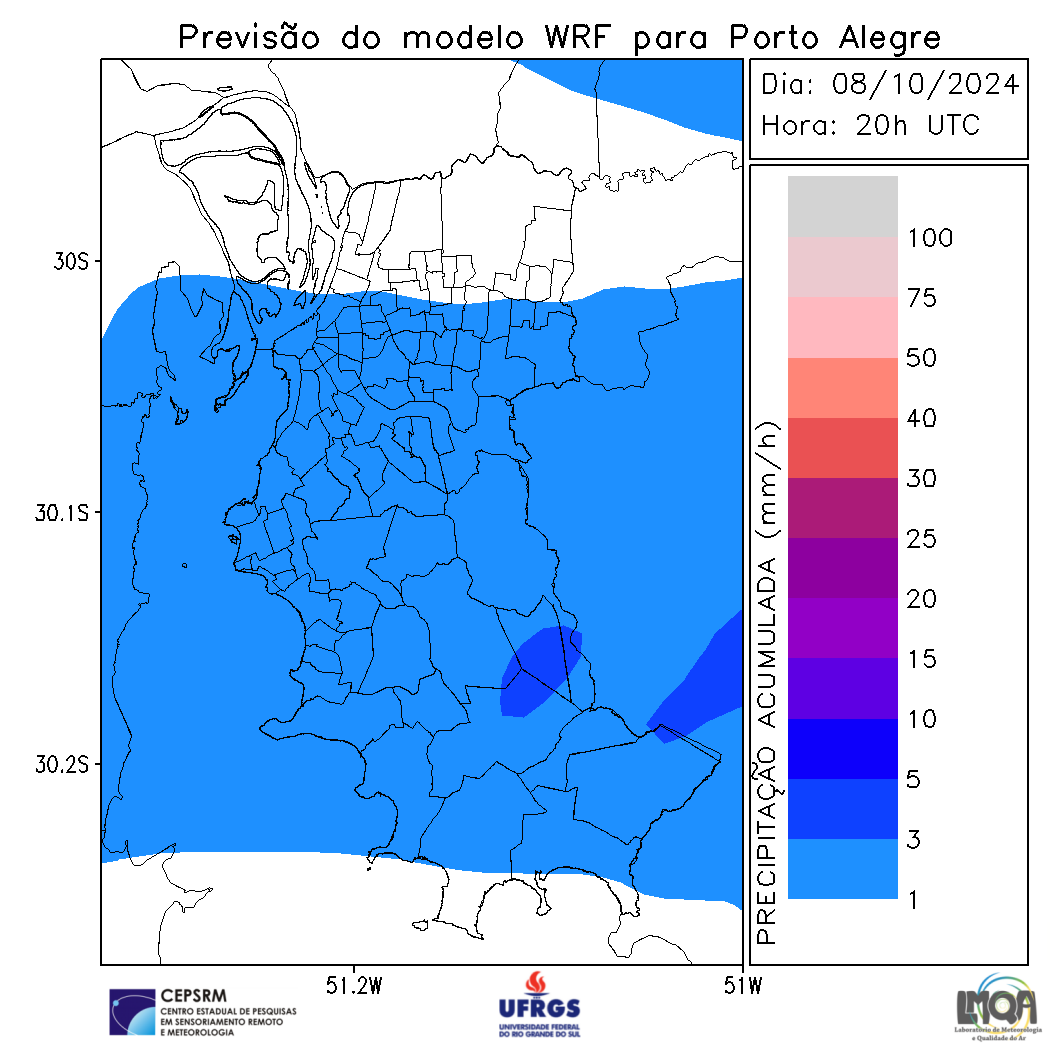 Previsão do modelo WRF para Porto Alegre
Dia: 08/10/2024
Hora: 20h UTC
30S
30.1S
30.2S
51.2W
51W
PRECIPITAÇÃO ACUMULADA (mm/h)
100
75
50
40
30
25
20
15
10
5
3
1
CEPSRM
CENTRO ESTADUAL DE PESQUISAS
EM SENSORIAMENTO REMOTO
E METEOROLOGIA
UFRGS
UNIVERSIDADE FEDERAL
DO RIO GRANDE DO SUL
LMQA
Laboratório de Meteorologia
e Qualidade do Ar